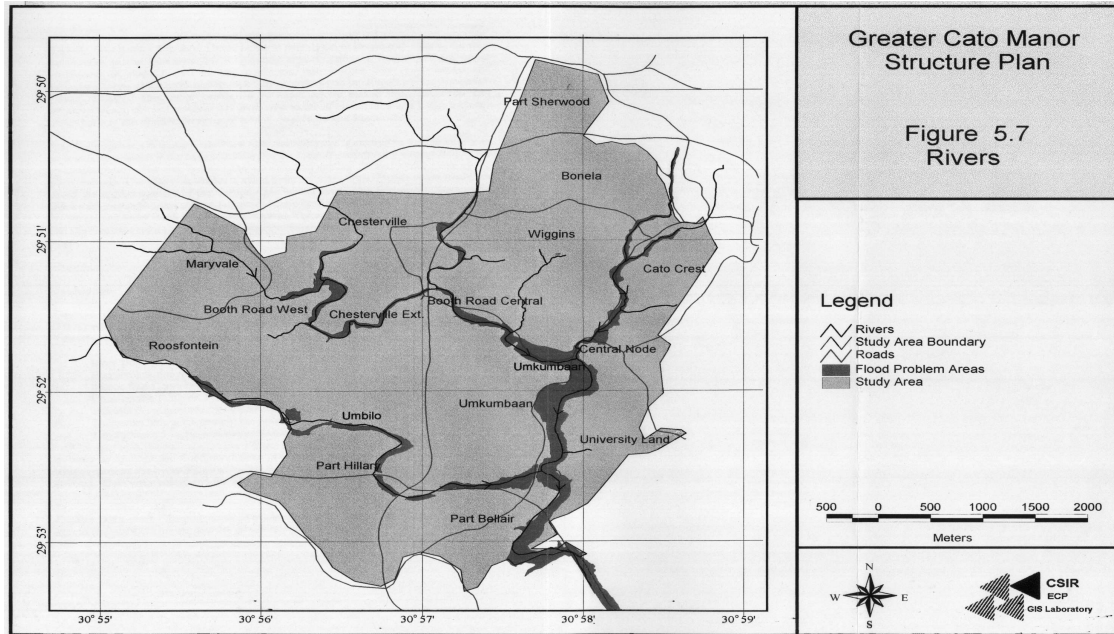 Greater Cato Manor
Structure Plan
Figure 5.7
Rivers
29°50'
29°51'
29°52'
29°53'
30°55'
30°56'
30°57'
30°58'
30°59'
Part Sherwood
Bonela
Chesterville
Wiggins
Maryvale
Cato Crest
Booth Road West
Booth Road Central
Chesterville Ext.
Roosfontein
Central Node
Umkumbaan
Umkumbaan
Umbilo
University Land
Part Hillary
Part Bellair
Legend
Rivers
Study Area Boundary
Roads
Flood Problem Areas
Study Area
500 0 500 1000 1500 2000
Meters
N
W E
S
CSIR
ECP
GIS Laboratory